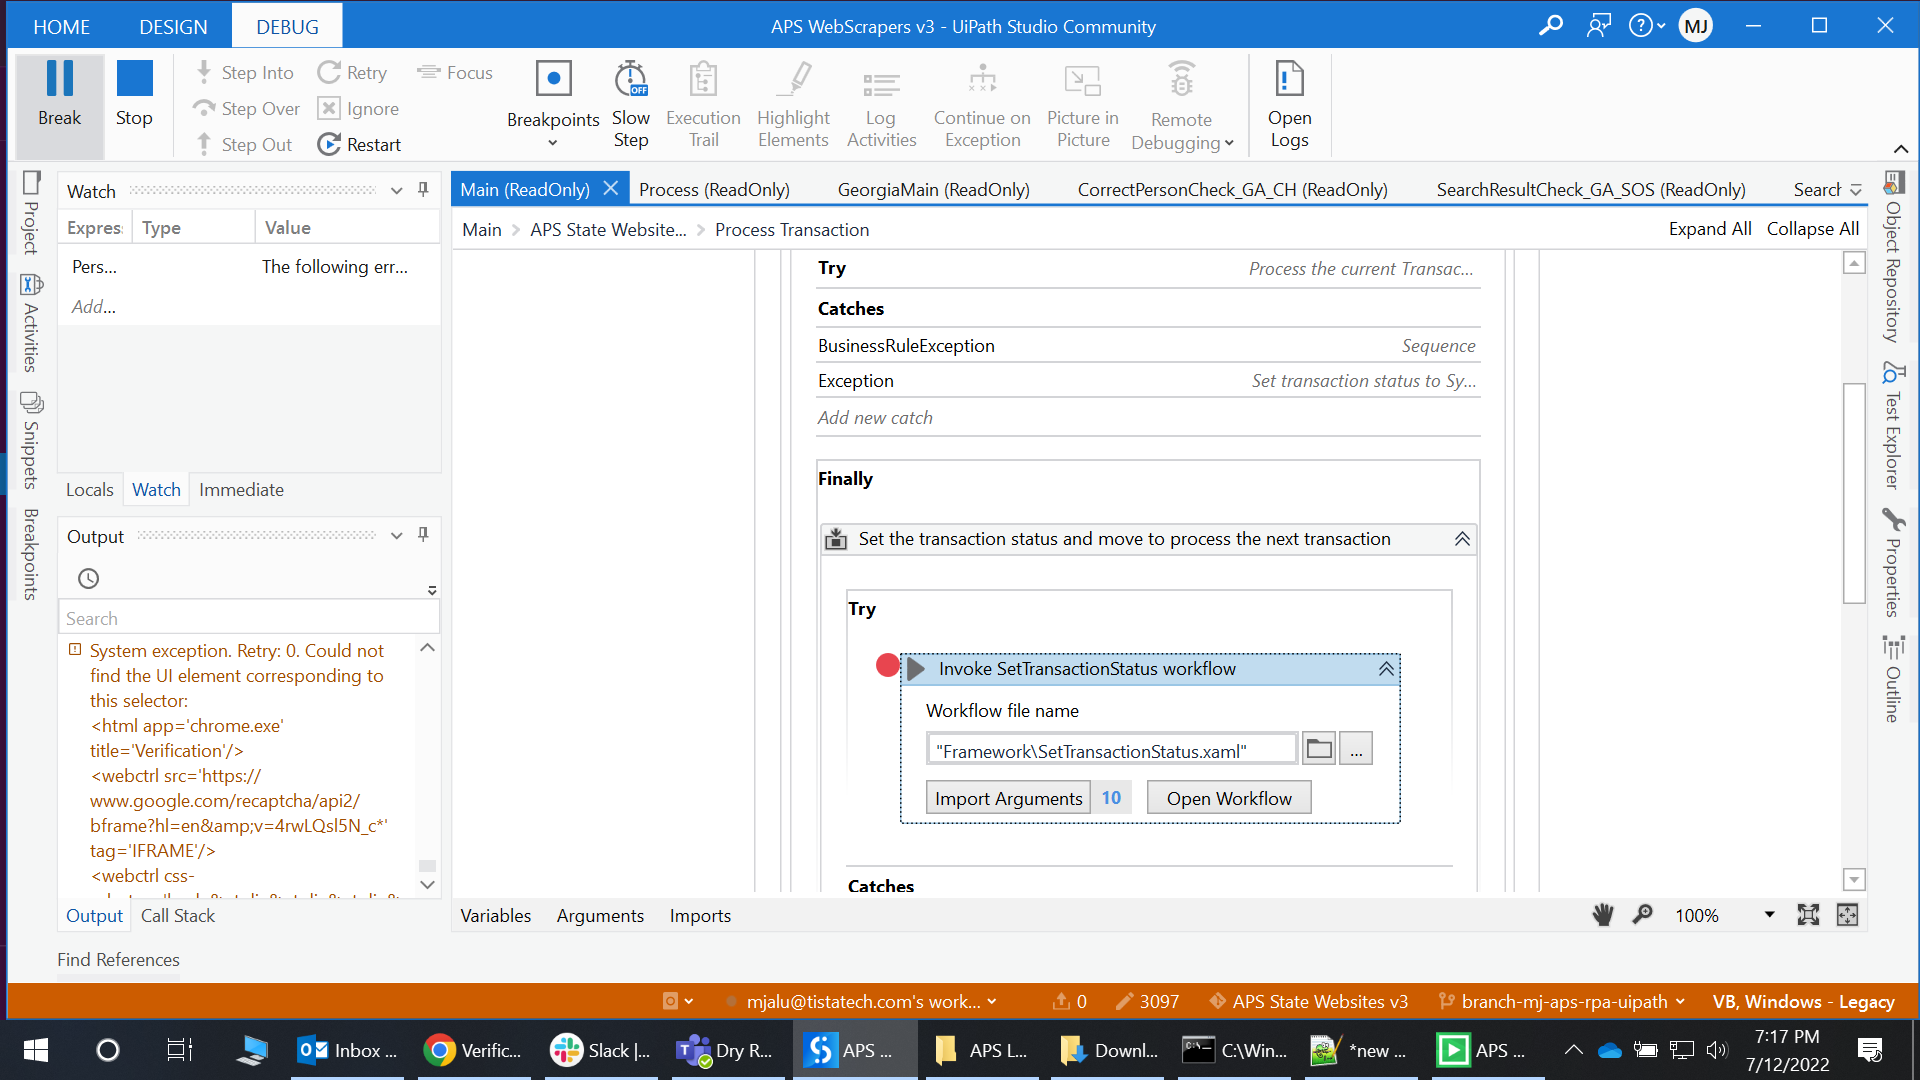 HOME DESIGN DEBUG APS WebScrapers v3 - UiPath Studio Community MJ
Break
Stop
Step Into
Step Over
Step Out
Retry
Ignore
Restart
Focus
Breakpoints
Slow
Step
OFF
Execution
Trail
Highlight
Elements
Log
Activities
Continue on
Exception
Picture in
Picture
Remote
Debugging
Open
Logs
Project
Activities
Snippets
Breakpoints
Watch
Expres: Type Value
Pers... The following err...
Add...
Locals Watch Immediate
Output
Search
System exception. Retry: 0. Could not
find the UI element corresponding to
this selector:
<html app='chrome.exe'
title='Verification'/>
<webctrl src='https://
www.google.com/recaptcha/api2/
bframe?hl=en&amp;v=4rwLQsl5N_c*'
tag='IFRAME'/>
<webctrl css-
Output Call Stack
Find References
Main (ReadOnly) Process (ReadOnly) GeorgiaMain (ReadOnly) CorrectPersonCheck_GA_CH (ReadOnly) SearchResultCheck_GA_SOS (ReadOnly) Search
Main > APS State Website... > Process Transaction Expand All Collapse All
Try Process the current Transac...
Catches
BusinessRuleException Sequence
Exception Set transaction status to Sy...
Add new catch
Finally
Set the transaction status and move to process the next transaction
Try
Invoke SetTransactionStatus workflow
Workflow file name
"Framework\SetTransactionStatus.xaml" ...
Import Arguments 10 Open Workflow
Catches
Variables Arguments Imports 100%
Object Repository
Test Explorer
Properties
Outline
mjalu@tistatech.com's work... 0 3097 APS State Websites v3 branch-mj-aps-rpa-uipath VB, Windows - Legacy
Inbox ... Verific... Slack |... Dry R... APS ... APS L... Downl... C:\Win... *new ... APS ...
7:17 PM
7/12/2022